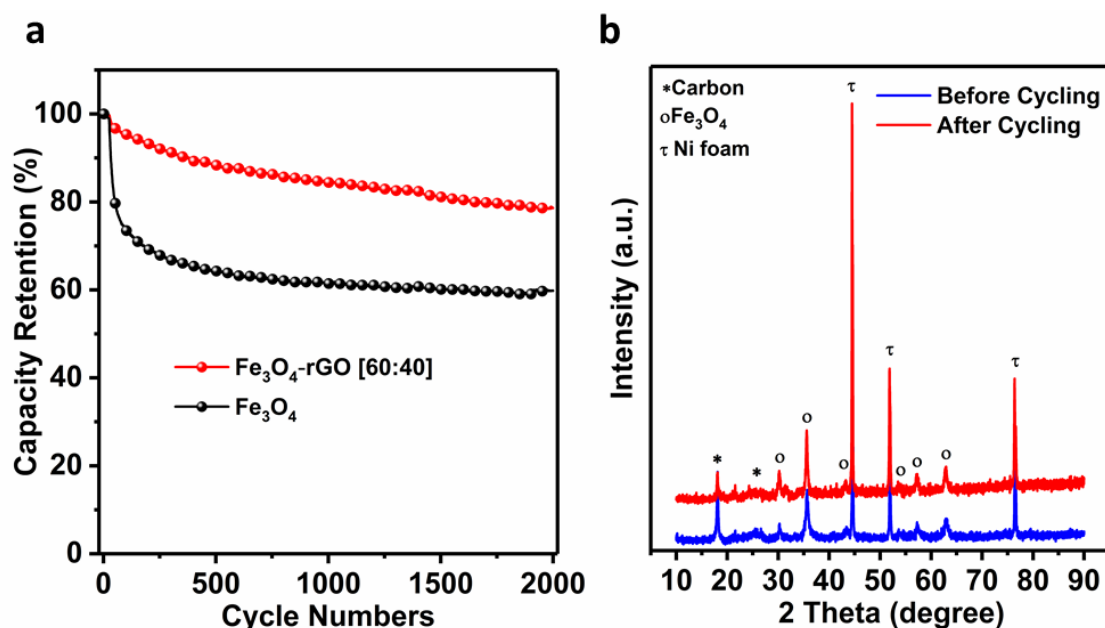 a
Capacity Retention (%)
100
80
60
40
20
0
Fe₃O₄-rGO [60:40]
Fe₃O₄
0 500 1000 1500 2000
Cycle Numbers
b
Intensity (a.u.)
*Carbon
oFe₃O₄
τ Ni foam
Before Cycling
After Cycling
* * o o o τ τ o o o τ
10 20 30 40 50 60 70 80 90
2 Theta (degree)